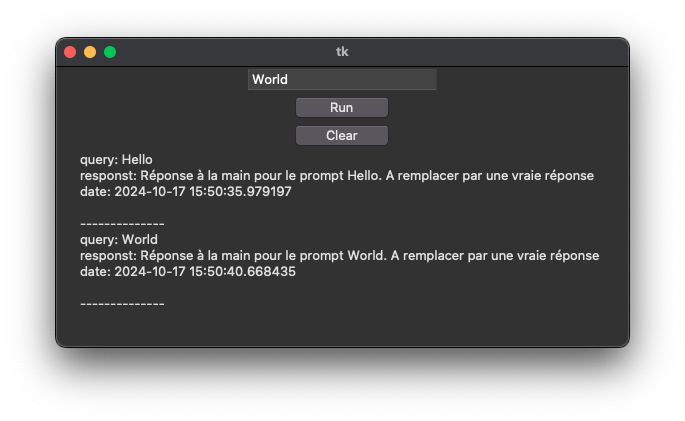 tk
World
Run
Clear
query: Hello
responst: Réponse à la main pour le prompt Hello. A remplacer par une vraie réponse
date: 2024-10-17 15:50:35.979197
--------------
query: World
responst: Réponse à la main pour le prompt World. A remplacer par une vraie réponse
date: 2024-10-17 15:50:40.668435
--------------